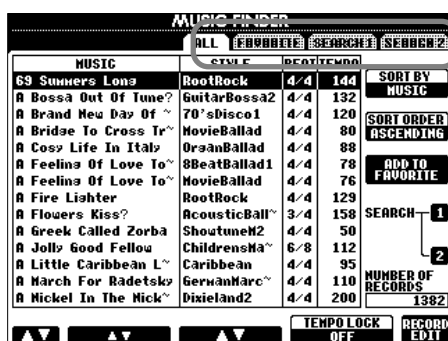 MUSIC FINDER
ALL FAVORITE SEARCH1 SEARCH2
MUSIC STYLE BEAT TEMPO
69 Summers Long RootRock 4/4 144
A Bossa Out Of Tune? GuitarBossa2 4/4 132
A Brand New Day Of ~ 70'sDisco1 4/4 120
A Bridge To Cross Tr~ MovieBallad 4/4 80
A Cosy Life In Italy OrganBallad 4/4 88
A Feeling Of Love To~ 8BeatBallad1 4/4 78
A Feeling Of Love To~ MovieBallad 4/4 76
A Fire Lighter RootRock 4/4 129
A Flowers Kiss? AcousticBall~ 3/4 158
A Greek Called Zorba ShowtuneM2 4/4 50
A Jolly Good Fellow ChildrensMa~ 6/8 112
A Little Caribbean L~ Caribbean 4/4 95
A March For Radetsky GermanMarc~ 4/4 110
A Nickel In The Nick~ Dixieland2 4/4 200
SORT BY
MUSIC
SORT ORDER
ASCENDING
ADD TO
FAVORITE
SEARCH 1
2
NUMBER OF
RECORDS
1382
TEMPO LOCK
OFF
RECORD
EDIT